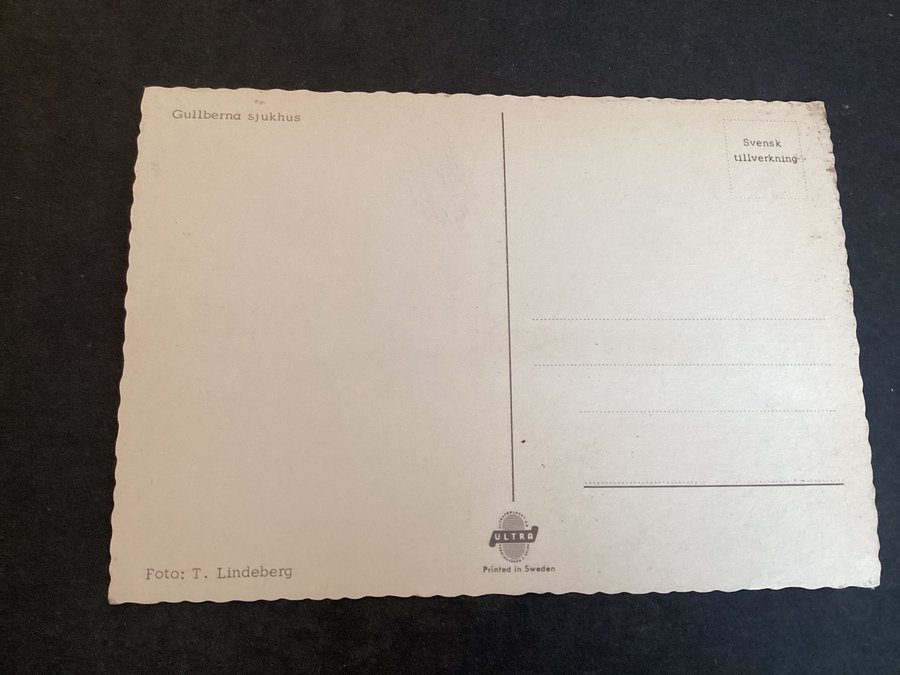 Gullberna sjukhus
Svensk
tillverkning
ULTRA
Printed in Sweden
Foto: T. Lindeberg